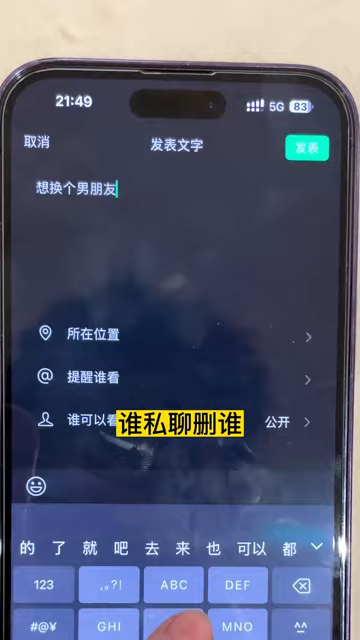 21:49
5G 83
取消
发表文字
发表
想换个男朋友
所在位置
提醒谁看
谁可以看
公开
谁私聊删谁
的 了 就 吧 去 来 也 可以 都
123
,。?!
ABC
DEF
#@¥
GHI
MNO
^^